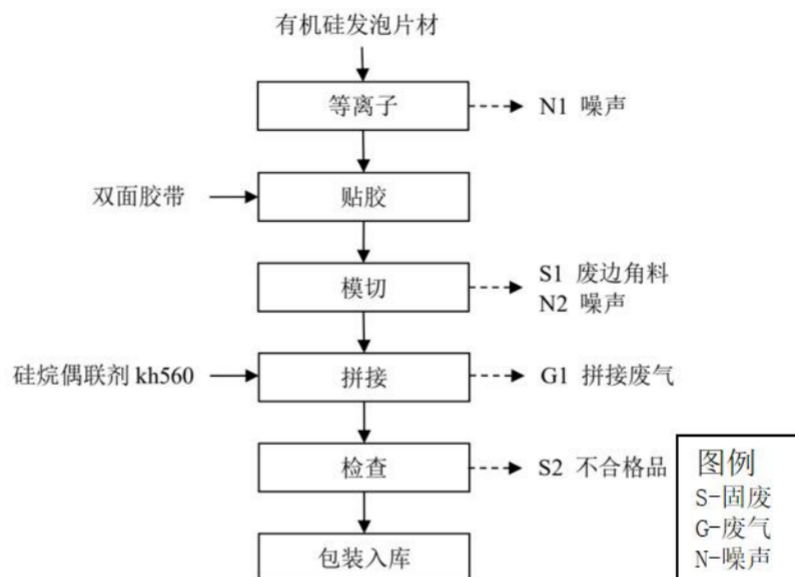 有机硅发泡片材
等离子
N1 噪声
双面胶带
贴胶
模切
S1 废边角料
N2 噪声
硅烷偶联剂 kh560
拼接
G1 拼接废气
检查
S2 不合格品
包装入库
图例
S-固废
G-废气
N-噪声